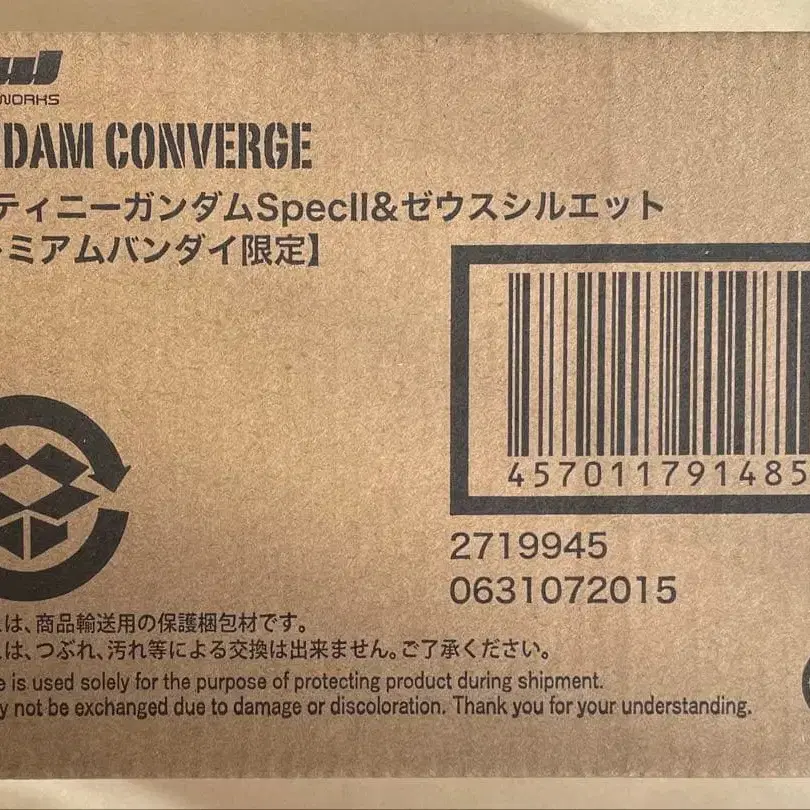 WORKS
DAM CONVERGE
ティニーガンダムSpecII&ゼウスシルエット
ミアムバンダイ限定】
4570117791485
2719945
0631072015
は、商品輸送用の保護梱包材です。
は、つぶれ、汚れ等による交換は出来ません。ご了承ください。
e is used solely for the purpose of protecting product during shipment.
y not be exchanged due to damage or discoloration. Thank you for your understanding.